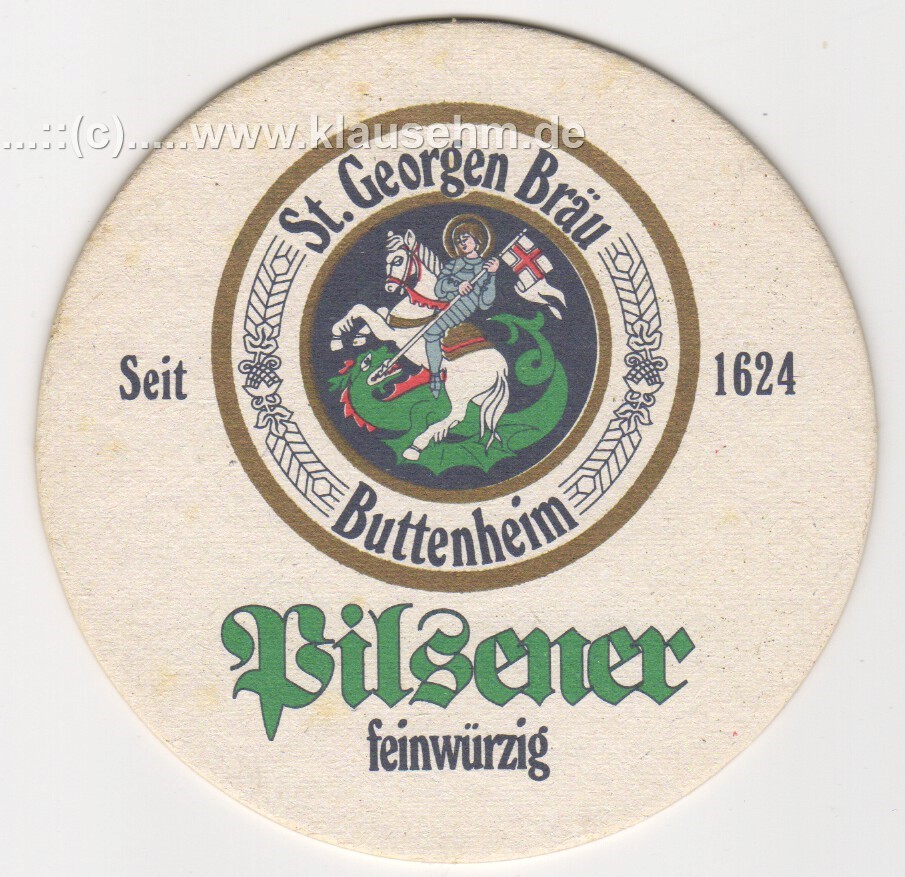 ...::(c).....www.klausehm.de
St. Georgen Bräu
Seit 1624
Buttenheim
Pilsener
feinwürzig